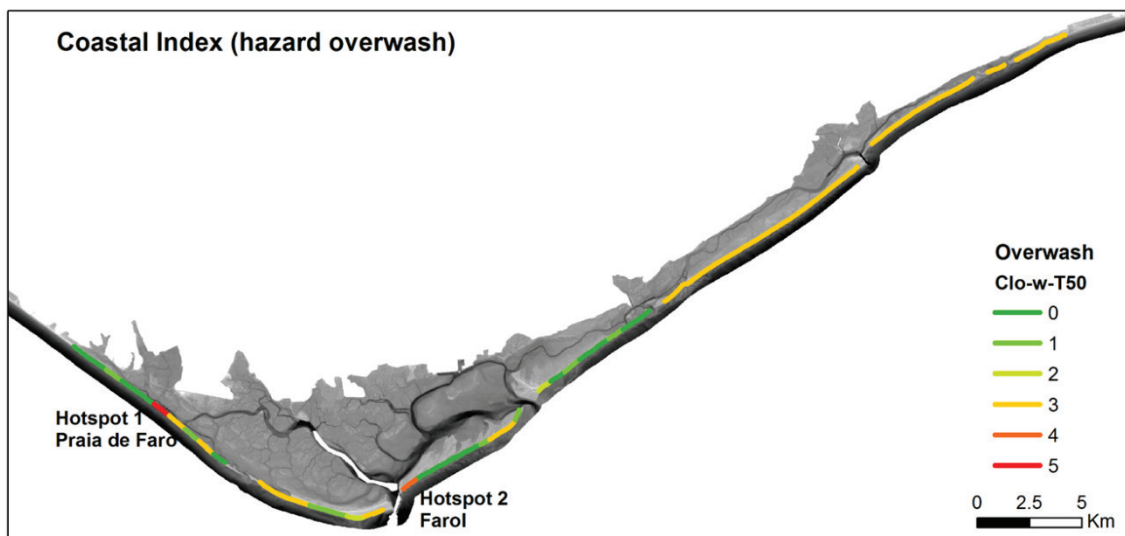 Coastal Index (hazard overwash)
Hotspot 1
Praia de Faro
Hotspot 2
Farol
Overwash
CIo-w-T50
0
1
2
3
4
5
0 2.5 5
Km